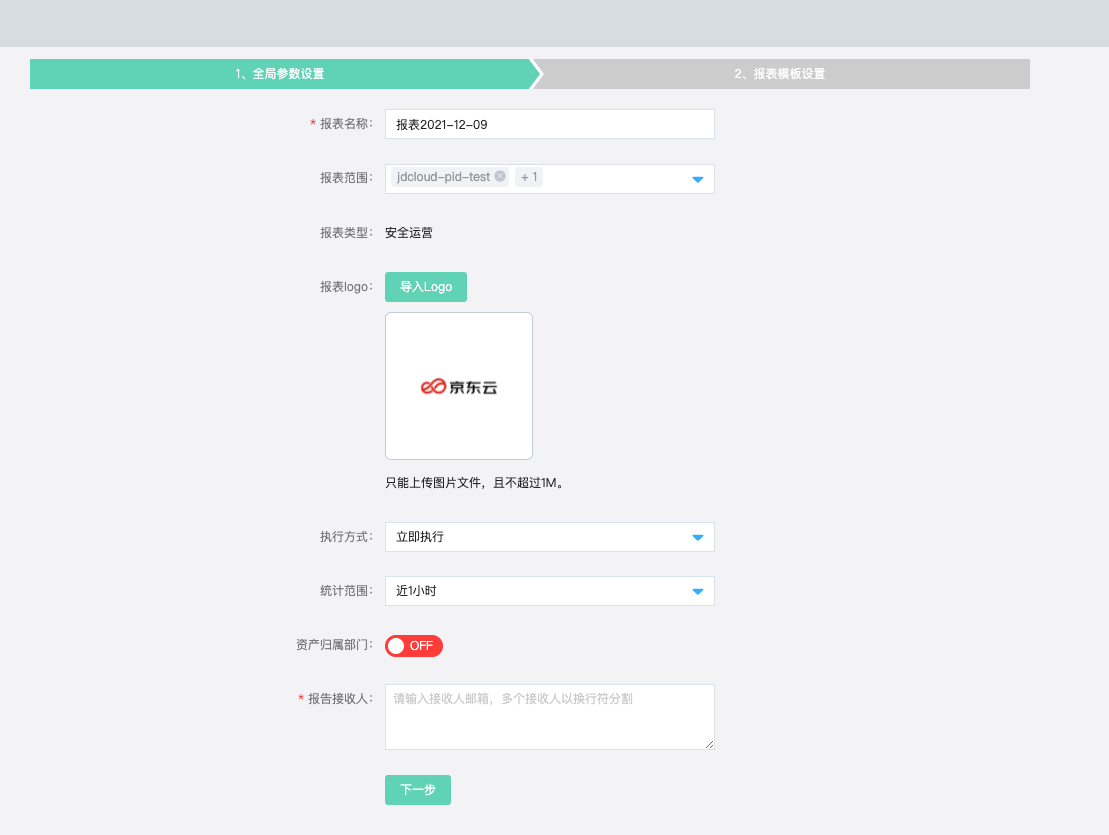 1、全局参数设置
2、报表模板设置
* 报表名称:
报表2021-12-09
报表范围:
jdcloud-pid-test
+ 1
报表类型:
安全运营
报表logo:
导入Logo
京东云
只能上传图片文件，且不超过1M。
执行方式:
立即执行
统计范围:
近1小时
资产归属部门:
OFF
* 报告接收人:
请输入接收人邮箱，多个接收人以换行符分割
下一步